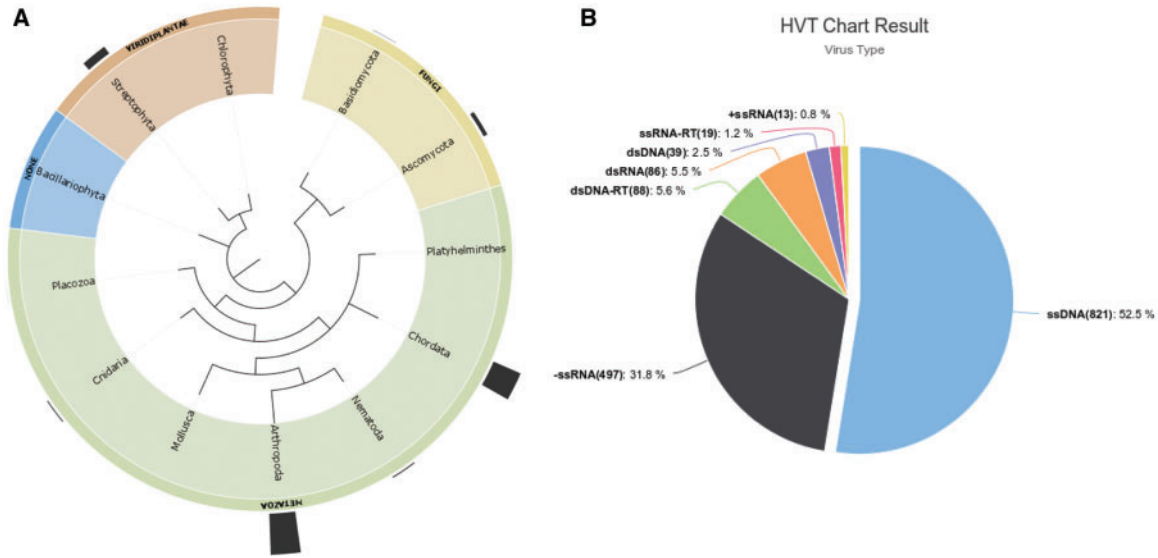 A
VIRIDIPLANTAE
Chlorophyta
Streptophyta
NONE
Bacillariophyta
FUNGI
Basidiomycota
Ascomycota
Platyhelminthes
Chordata
Nematoda
Arthropoda
Mollusca
Cnidaria
Placozoa
METAZOA
B
HVT Chart Result
Virus Type
+ssRNA(13): 0.8 %
ssRNA-RT(19): 1.2 %
dsDNA(39): 2.5 %
dsRNA(86): 5.5 %
dsDNA-RT(88): 5.6 %
ssDNA(821): 52.5 %
-ssRNA(497): 31.8 %